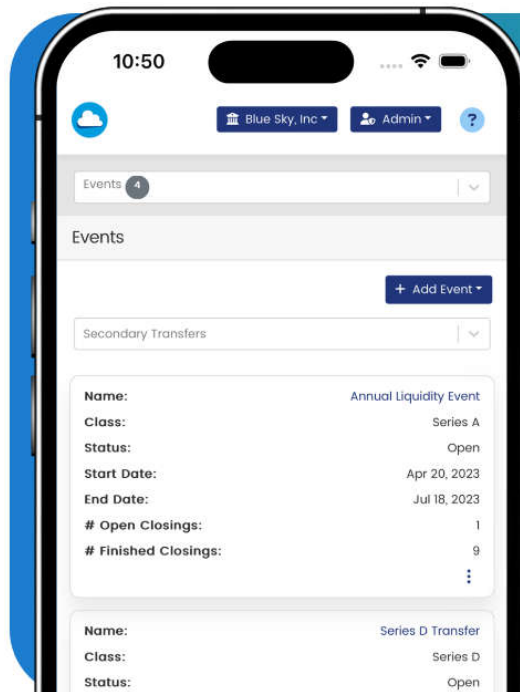 10:50
Blue Sky, Inc Admin ?
Events 4
Events
+ Add Event
Secondary Transfers
Name: Annual Liquidity Event
Class: Series A
Status: Open
Start Date: Apr 20, 2023
End Date: Jul 18, 2023
# Open Closings: 1
# Finished Closings: 9
Name: Series D Transfer
Class: Series D
Status: Open